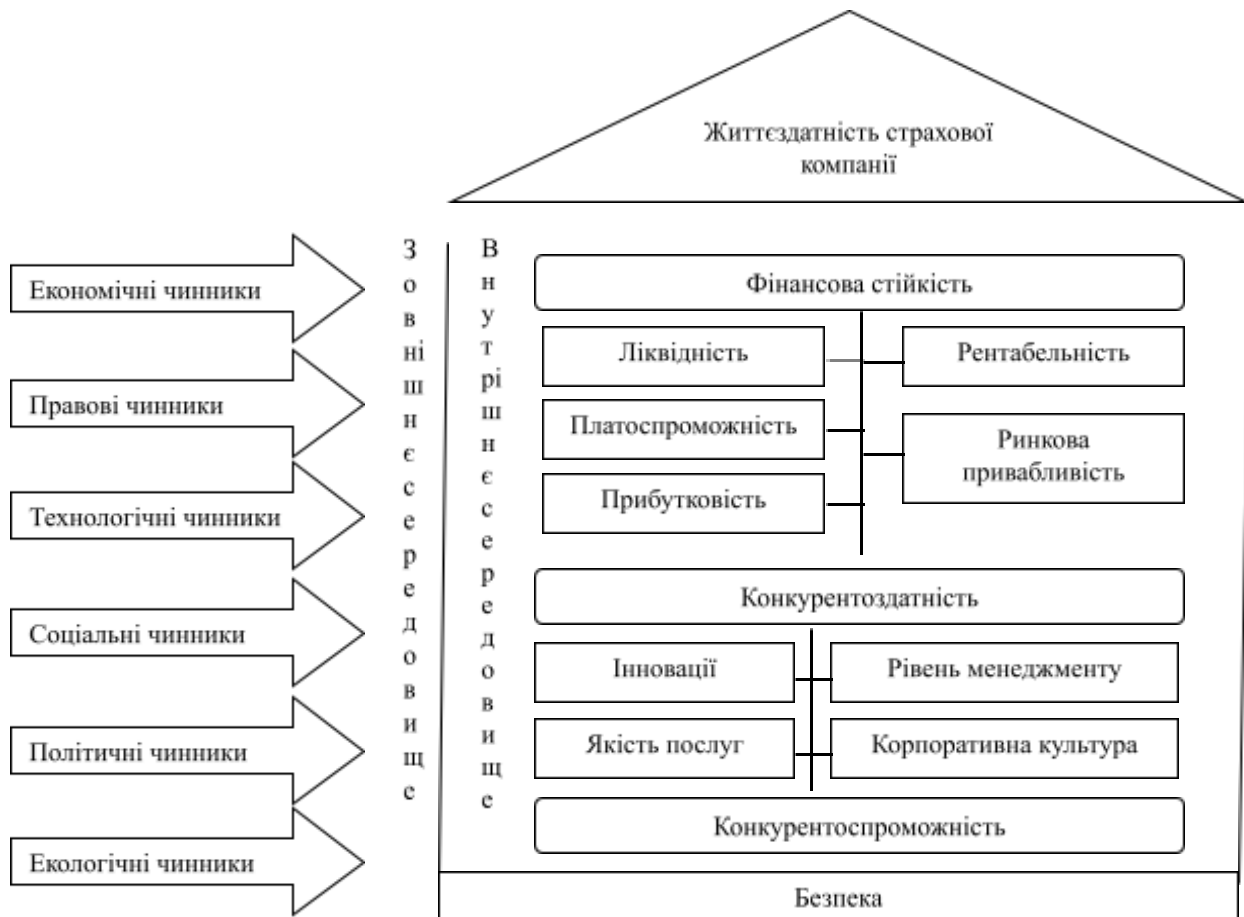 Життєздатність страхової
компанії
Економічні чинники
Правові чинники
Технологічні чинники
Соціальні чинники
Політичні чинники
Екологічні чинники
Зовнішнє середовище
Внутрішнє середовище
Фінансова стійкість
Ліквідність
Рентабельність
Платоспроможність
Ринкова
привабливість
Прибутковість
Конкурентоздатність
Інновації
Рівень менеджменту
Якість послуг
Корпоративна культура
Конкурентоспроможність
Безпека